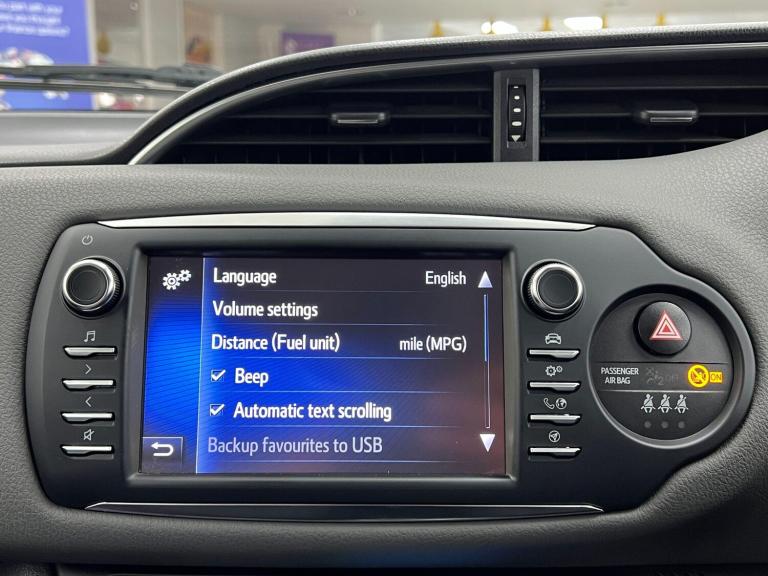 Language English
Volume settings
Distance (Fuel unit) mile (MPG)
Beep
Automatic text scrolling
Backup favourites to USB
PASSENGER
AIR BAG
2
ON